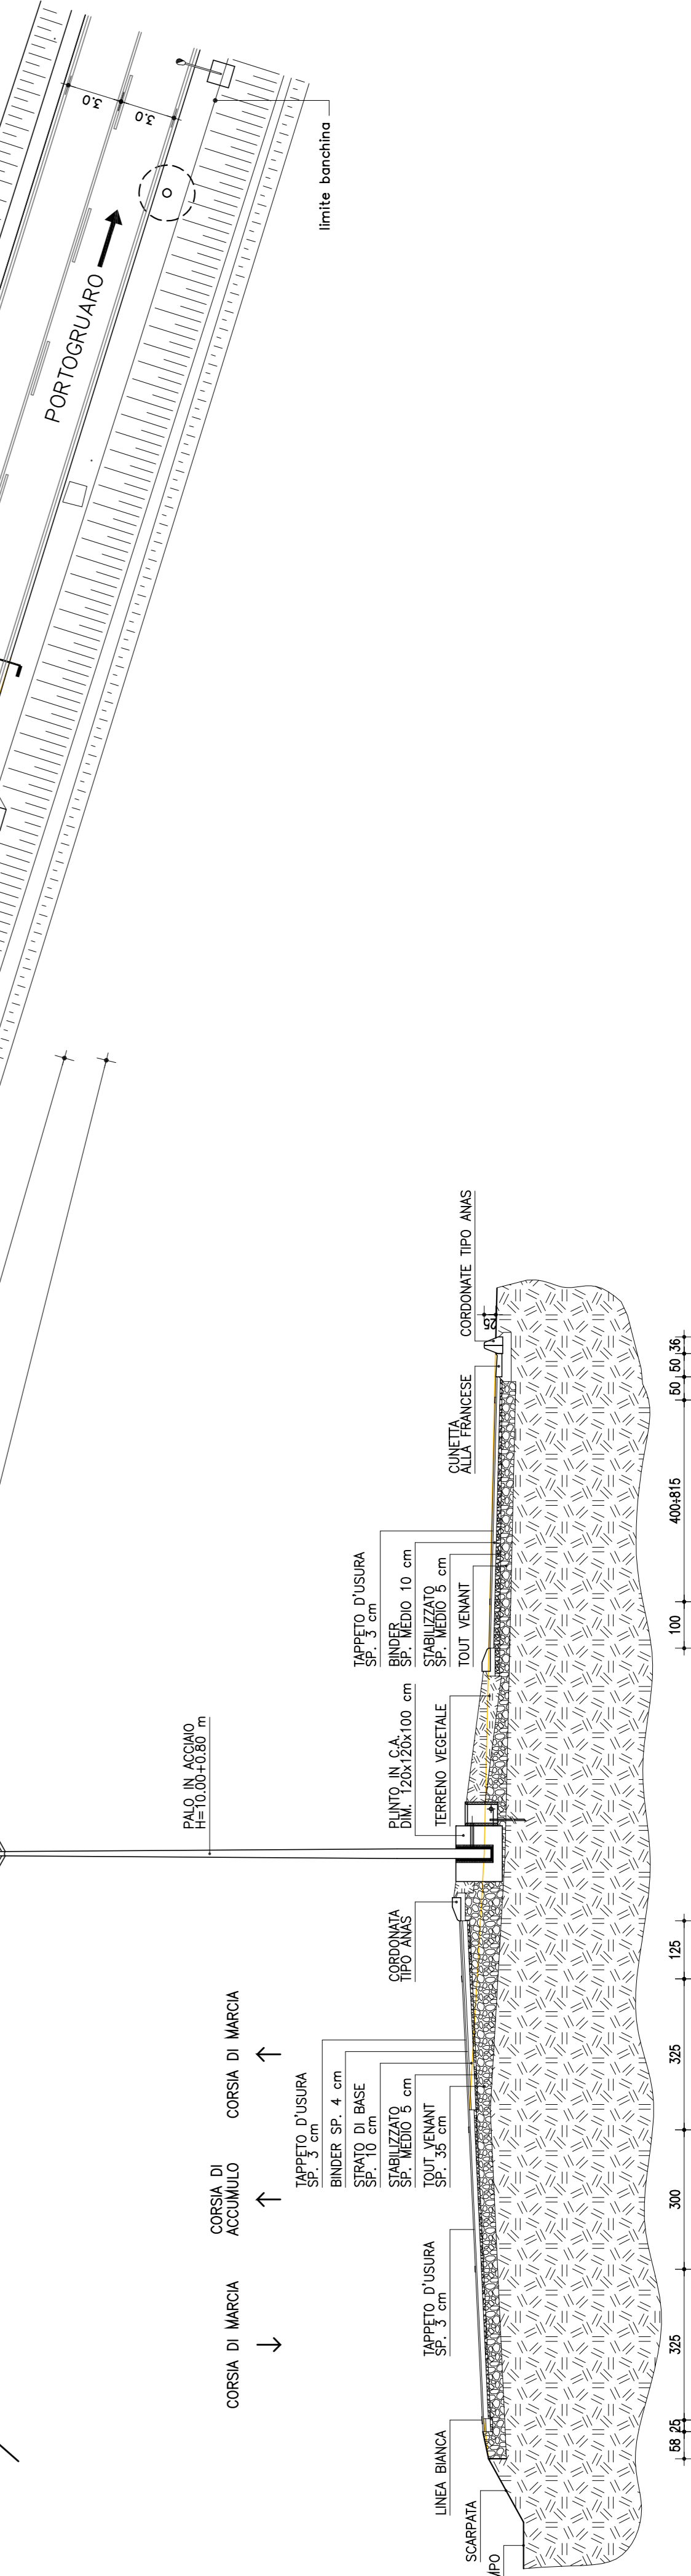 3.0
3.0
limite banchina
PORTOGRUARO
PALO IN ACCIAIO
H=10.00+0.80 m
CORSIA DI MARCIA
CORSIA DI
ACCUMULO
CORSIA DI MARCIA
TAPPETO D'USURA
SP. 3 cm
BINDER SP. 4 cm
STRATO DI BASE
SP. 10 cm
STABILIZZATO
SP. MEDIO 5 cm
TOUT VENANT
SP. 35 cm
TAPPETO D'USURA
SP. 3 cm
LINEA BIANCA
SCARPATA
CORDONATA
TIPO ANAS
PLINTO IN C.A.
DIM. 120x120x100 cm
TERRENO VEGETALE
TAPPETO D'USURA
SP. 3 cm
BINDER
SP. MEDIO 10 cm
STABILIZZATO
SP. MEDIO 5 cm
TOUT VENANT
CUNETTA
ALLA FRANCESE
CORDONATE TIPO ANAS
25
58
25
325
300
325
125
100
400÷815
50
50
36